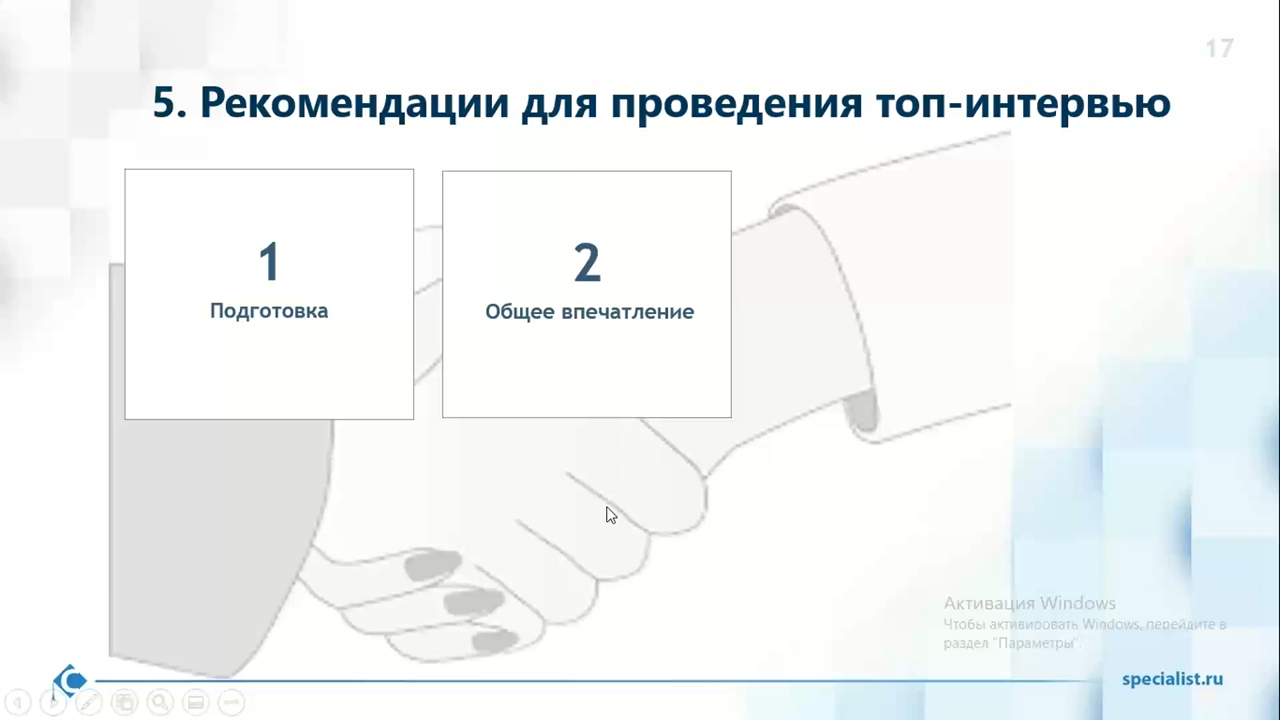 17
5. Рекомендации для проведения топ-интервью
1
Подготовка
2
Общее впечатление
Активация Windows
Чтобы активировать Windows, перейдите в
раздел "Параметры".
specialist.ru